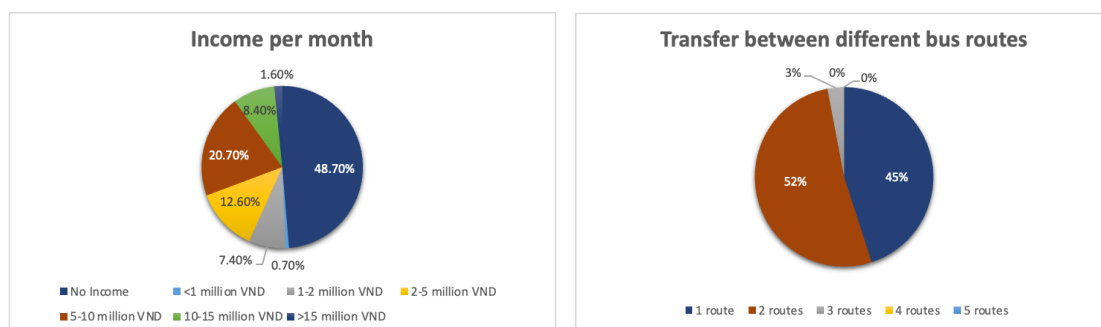 Income per month
1.60%
8.40%
20.70%
48.70%
12.60%
7.40%
0.70%
No Income <1 million VND 1-2 million VND 2-5 million VND
5-10 million VND 10-15 million VND >15 million VND
Transfer between different bus routes
3% 0% 0%
52% 45%
1 route 2 routes 3 routes 4 routes 5 routes